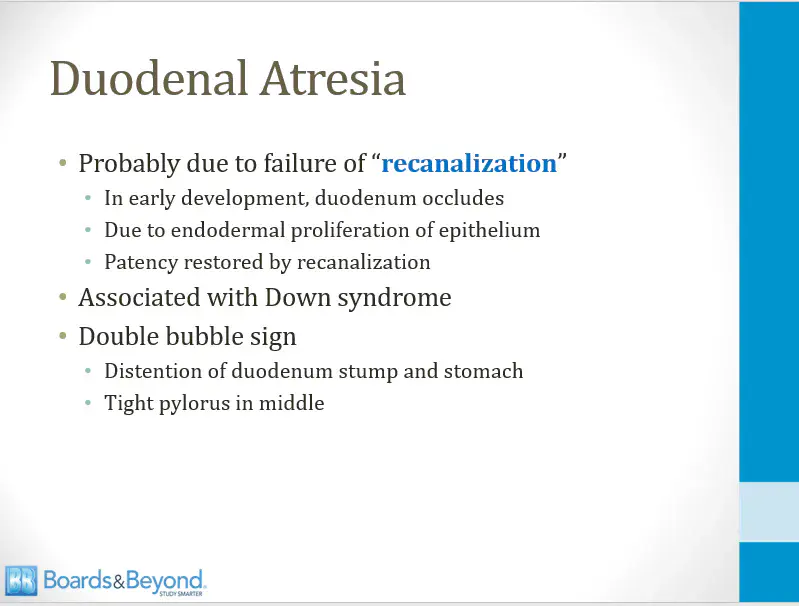 Duodenal Atresia
• Probably due to failure of “recanalization”
• In early development, duodenum occludes
• Due to endodermal proliferation of epithelium
• Patency restored by recanalization
• Associated with Down syndrome
• Double bubble sign
• Distention of duodenum stump and stomach
• Tight pylorus in middle
BB Boards&Beyond.
STUDY SMARTER